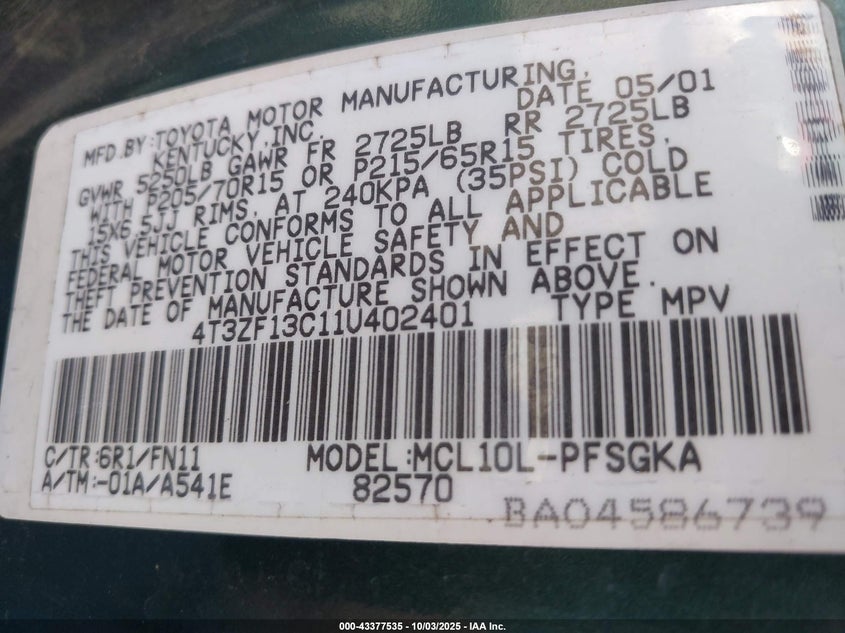 MFD.BY:TOYOTA MOTOR MANUFACTURING,
KENTUCKY,INC. DATE 05/01
GVWR 5250LB GAWR FR 2725LB RR 2725LB
WITH P205/70R15 OR P215/65R15 TIRES,
15X6.5JJ RIMS, AT 240KPA (35PSI) COLD
THIS VEHICLE CONFORMS TO ALL APPLICABLE
FEDERAL MOTOR VEHICLE SAFETY AND
THEFT PREVENTION STANDARDS IN EFFECT ON
THE DATE OF MANUFACTURE SHOWN ABOVE.
4T3ZF13C11U402401 TYPE MPV
C/TR:6R1/FN11 MODEL:MCL10L-PFSGKA
A/TM:-01A/A541E 82570
BA04586739
000-43377535 - 10/03/2025 - IAA Inc.